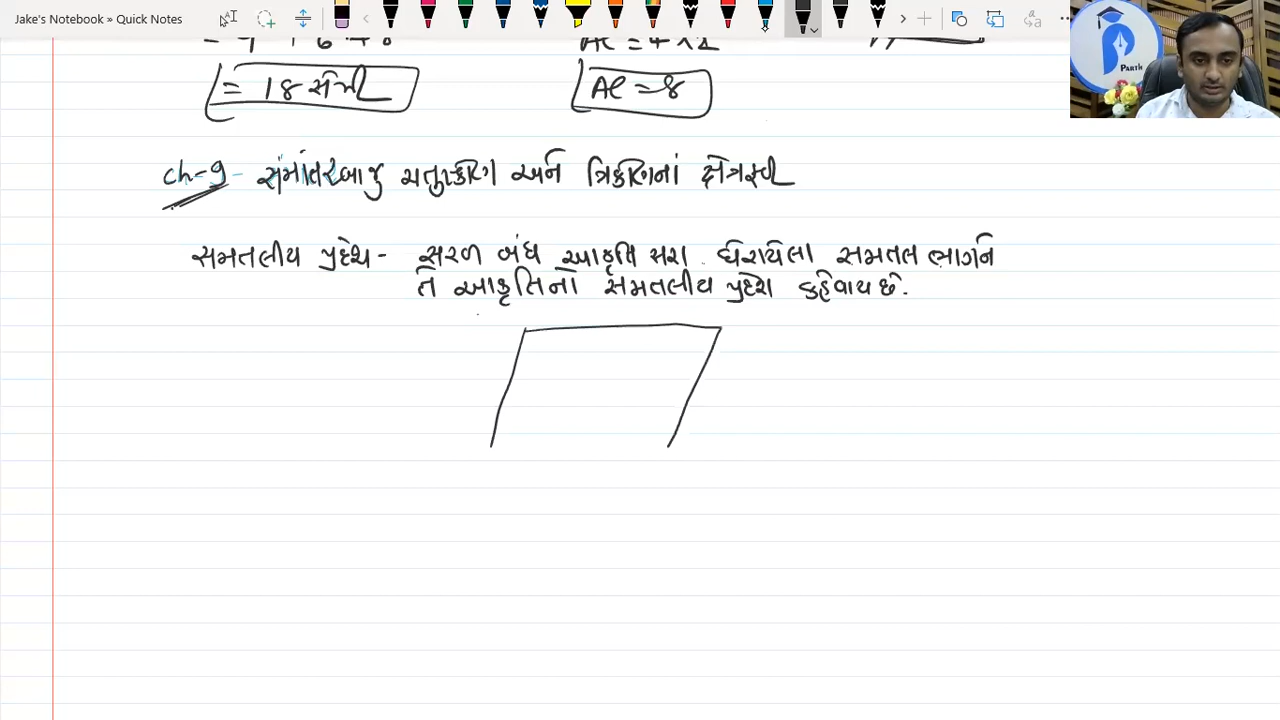 Jake's Notebook » Quick Notes
= 18 સેમી
AC = 8
PARTH
Ch-9 - સમાંતરબાજુ ચતુષ્કોણ અને ત્રિકોણનાં ક્ષેત્રફળ
સમતલીય પ્રદેશ - સરળ બંધ આકૃતિ ઘેરાયેલા સમતલ ભાગને
તે આકૃતિનો સમતલીય પ્રદેશ કહેવાય છે.